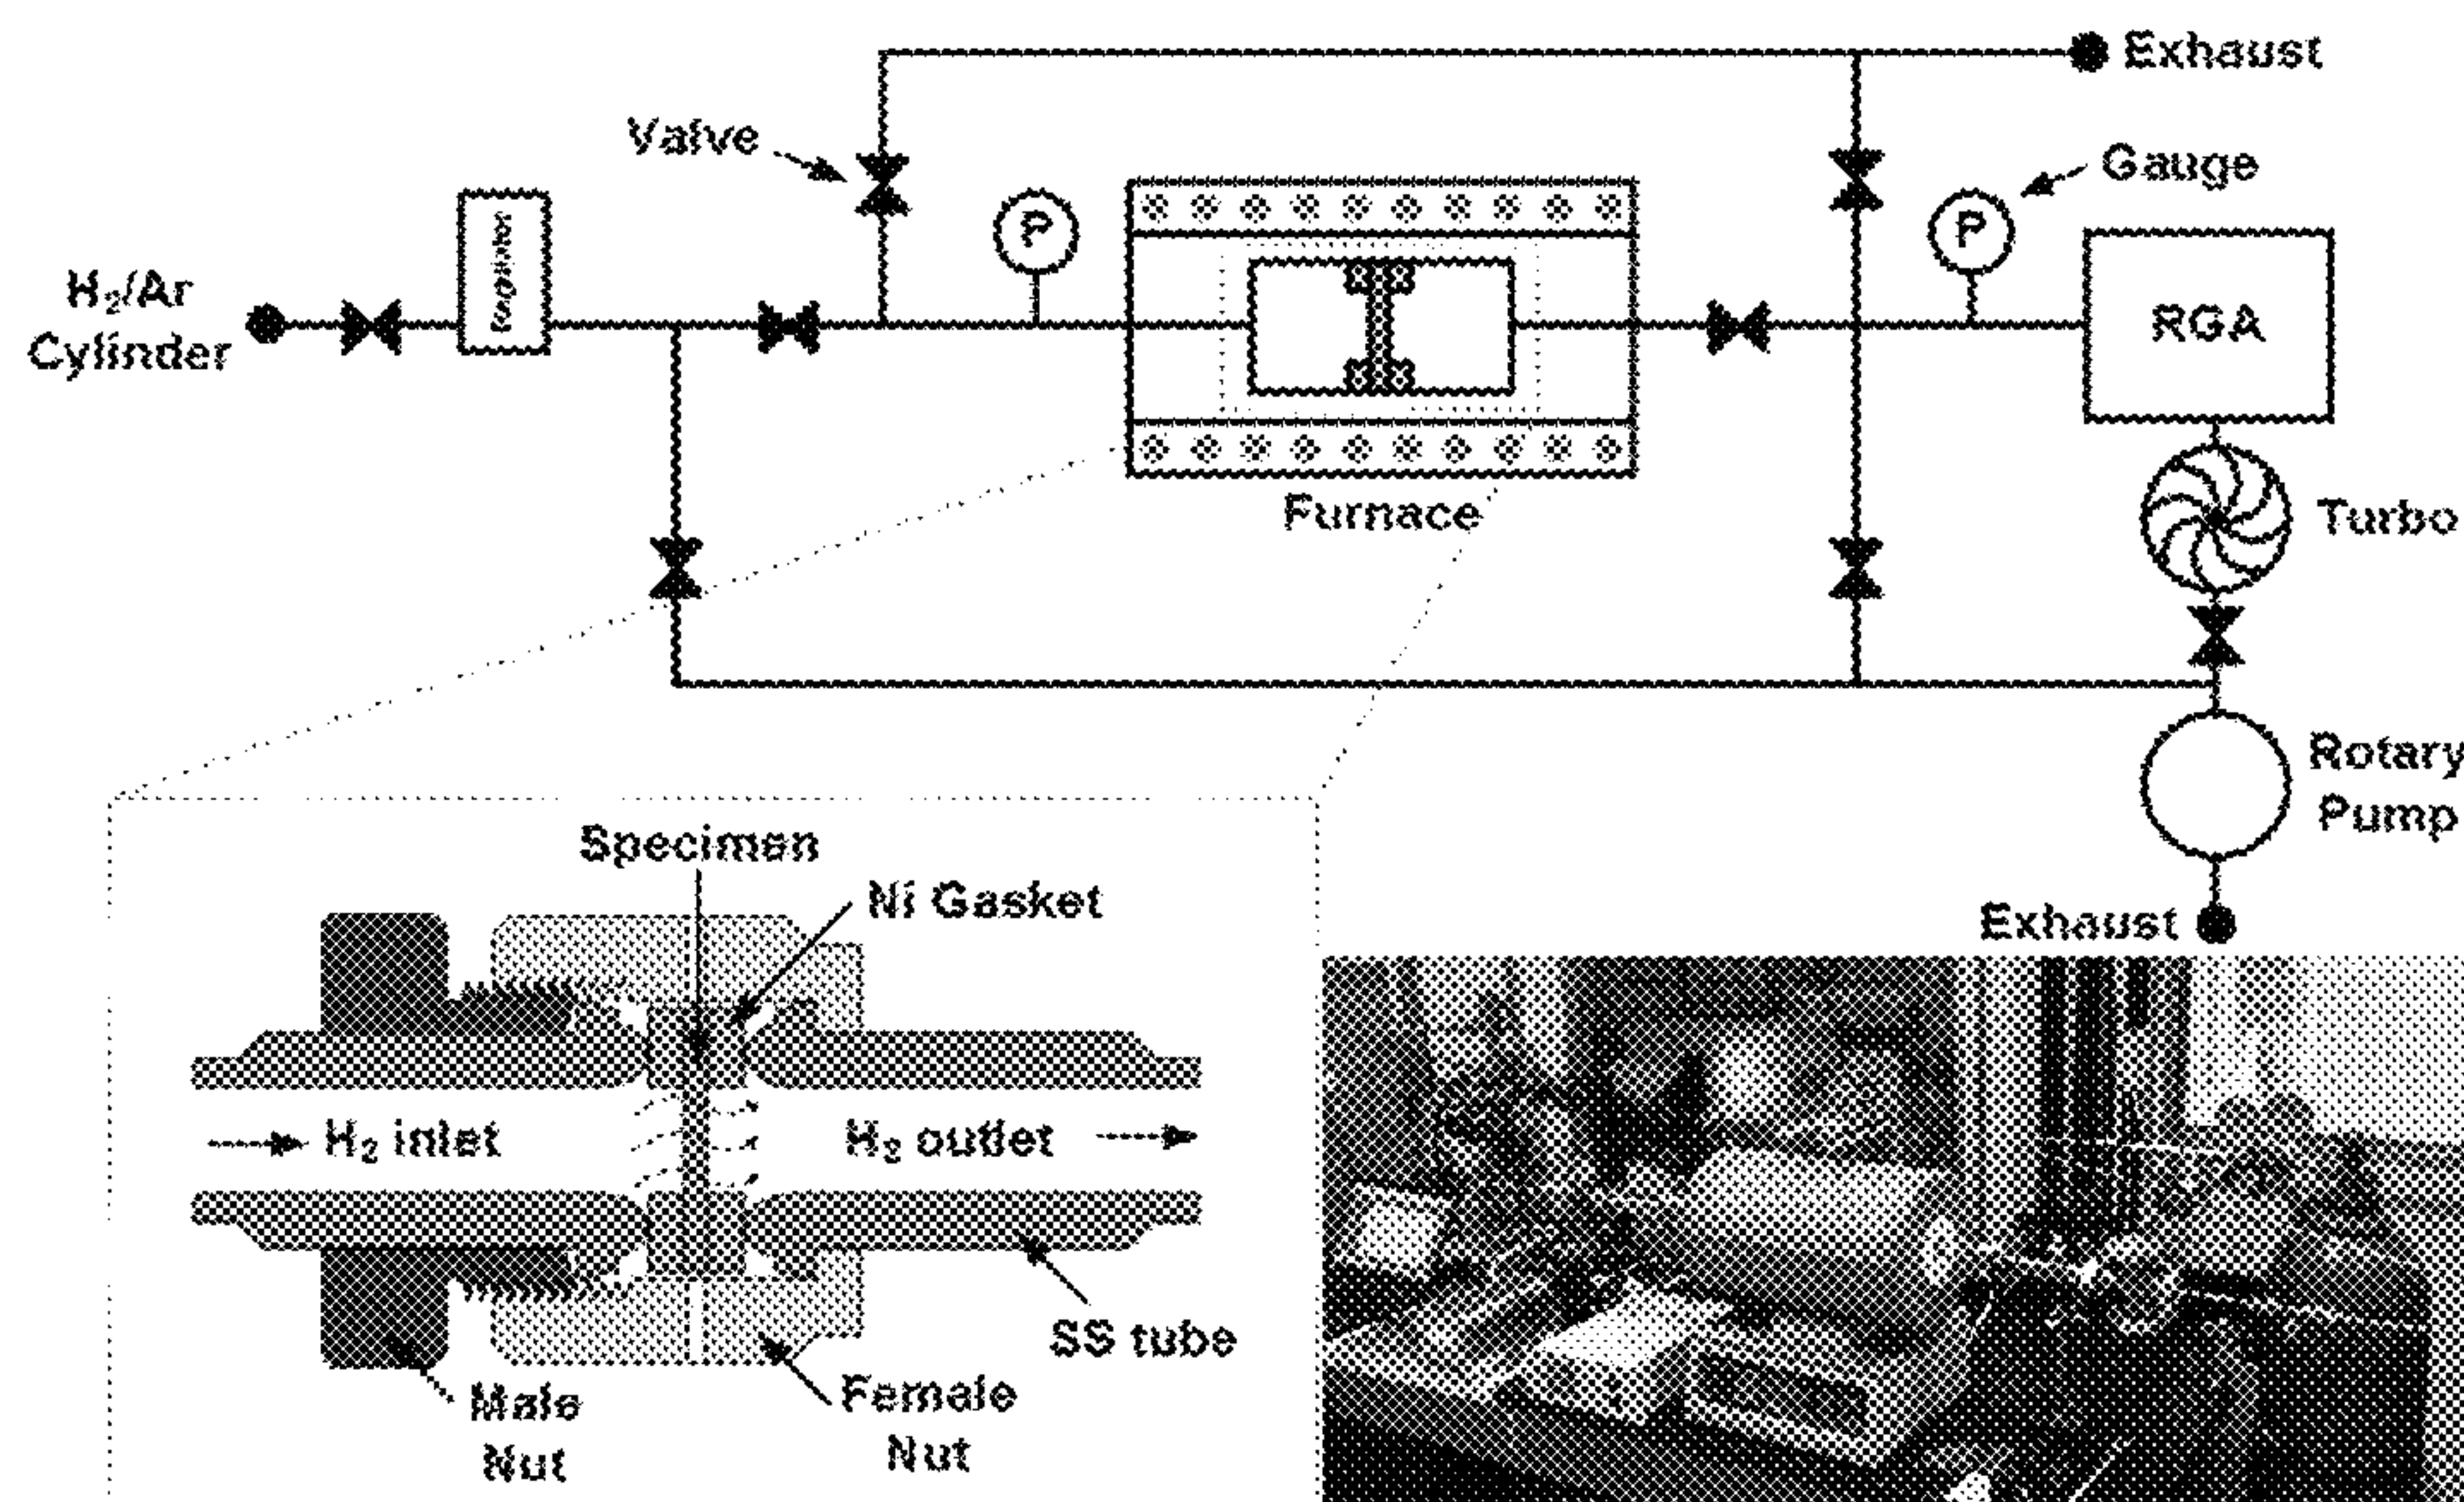 Exhaust
Valve
Gauge
P
P
Regulator
H₂/Ar
Cylinder
RGA
Furnace
Turbo
Rotary
Pump
Exhaust
Specimen
Ni Gasket
H₂ inlet
H₂ outlet
SS tube
Male
Nut
Female
Nut